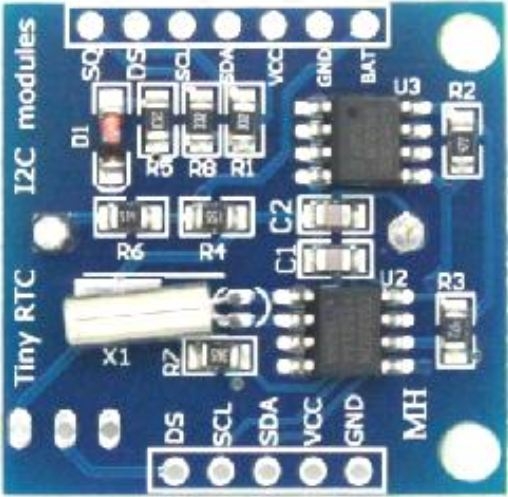 SQ DS SCL SDA VCC GND BAT
I2C modules
Tiny RTC
D1
R5 R8 R1
U3
R2
R6 R4
C2
C1
U2
R3
X1
R7
DS SCL SDA VCC GND
MH